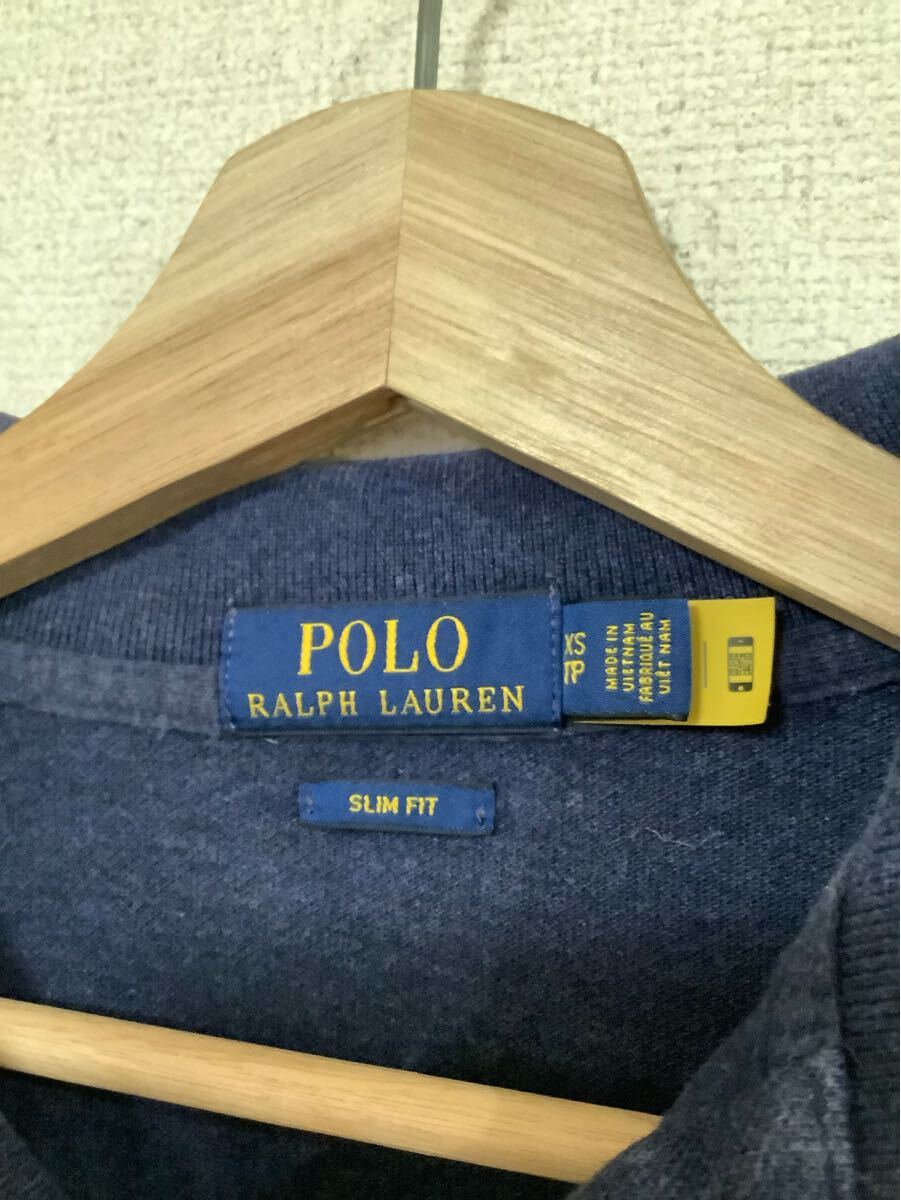 POLO
RALPH LAUREN
XS
TP
MADE IN
VIETNAM
FABRIQUÉ AU
VIÊT NAM
SLIM FIT